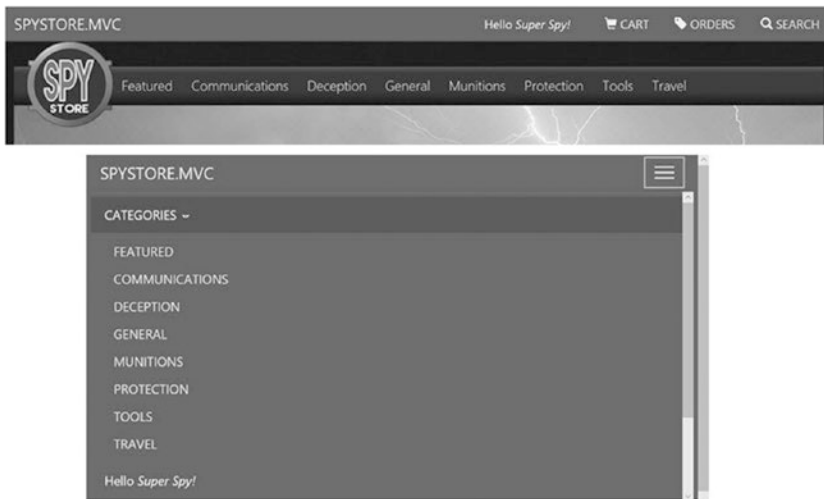 SPYSTORE.MVC Hello Super Spy! CART ORDERS SEARCH
SPY
STORE
Featured Communications Deception General Munitions Protection Tools Travel
SPYSTORE.MVC
CATEGORIES
FEATURED
COMMUNICATIONS
DECEPTION
GENERAL
MUNITIONS
PROTECTION
TOOLS
TRAVEL
Hello Super Spy!